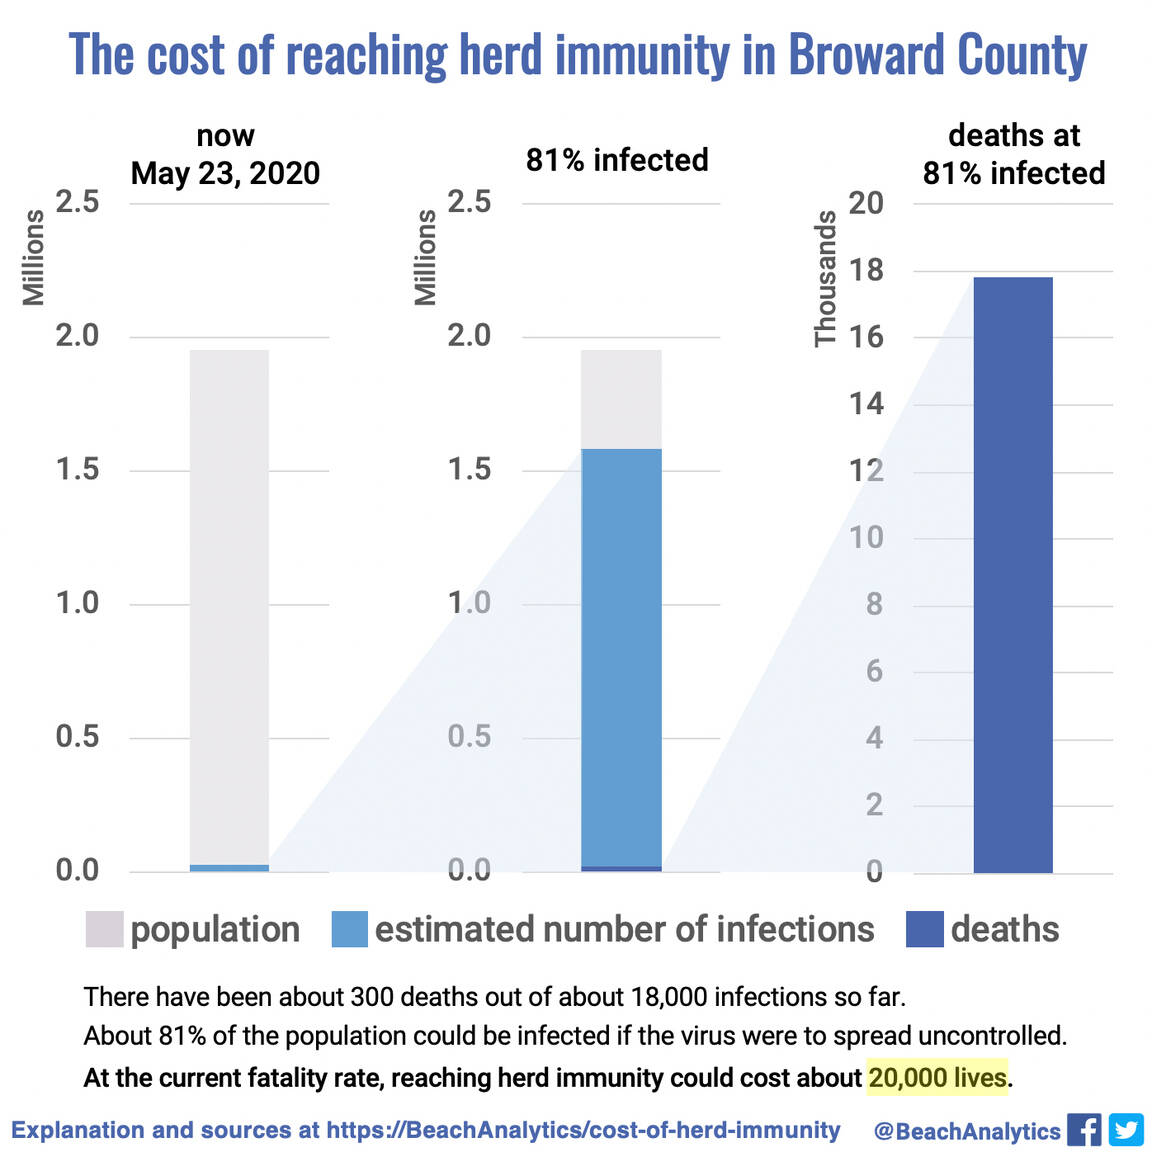 The cost of reaching herd immunity in Broward County
now
May 23, 2020
81% infected
deaths at
81% infected
Millions
2.5
2.0
1.5
1.0
0.5
0.0
Millions
2.5
2.0
1.5
1.0
0.5
0.0
Thousands
20
18
16
14
12
10
8
6
4
2
0
population
estimated number of infections
deaths
There have been about 300 deaths out of about 18,000 infections so far.
About 81% of the population could be infected if the virus were to spread uncontrolled.
At the current fatality rate, reaching herd immunity could cost about 20,000 lives.
Explanation and sources at https://BeachAnalytics/cost-of-herd-immunity @BeachAnalytics